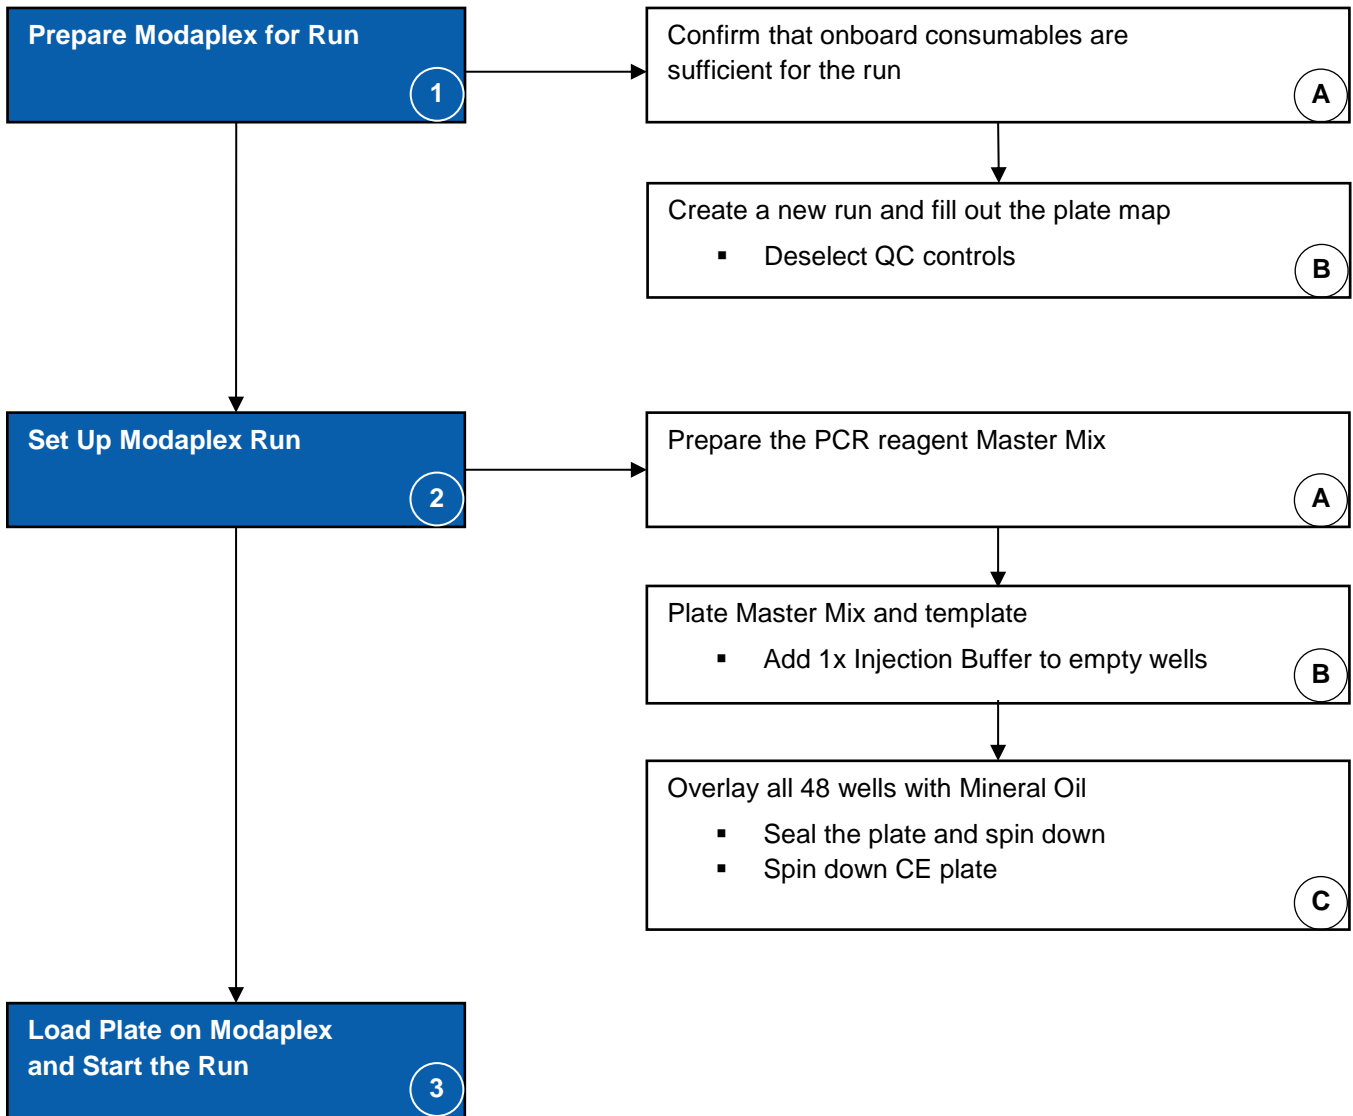 Prepare Modaplex for Run
1
Confirm that onboard consumables are
sufficient for the run
A
Create a new run and fill out the plate map
▪ Deselect QC controls
B
Set Up Modaplex Run
2
Prepare the PCR reagent Master Mix
A
Plate Master Mix and template
▪ Add 1x Injection Buffer to empty wells
B
Overlay all 48 wells with Mineral Oil
▪ Seal the plate and spin down
▪ Spin down CE plate
C
Load Plate on Modaplex
and Start the Run
3